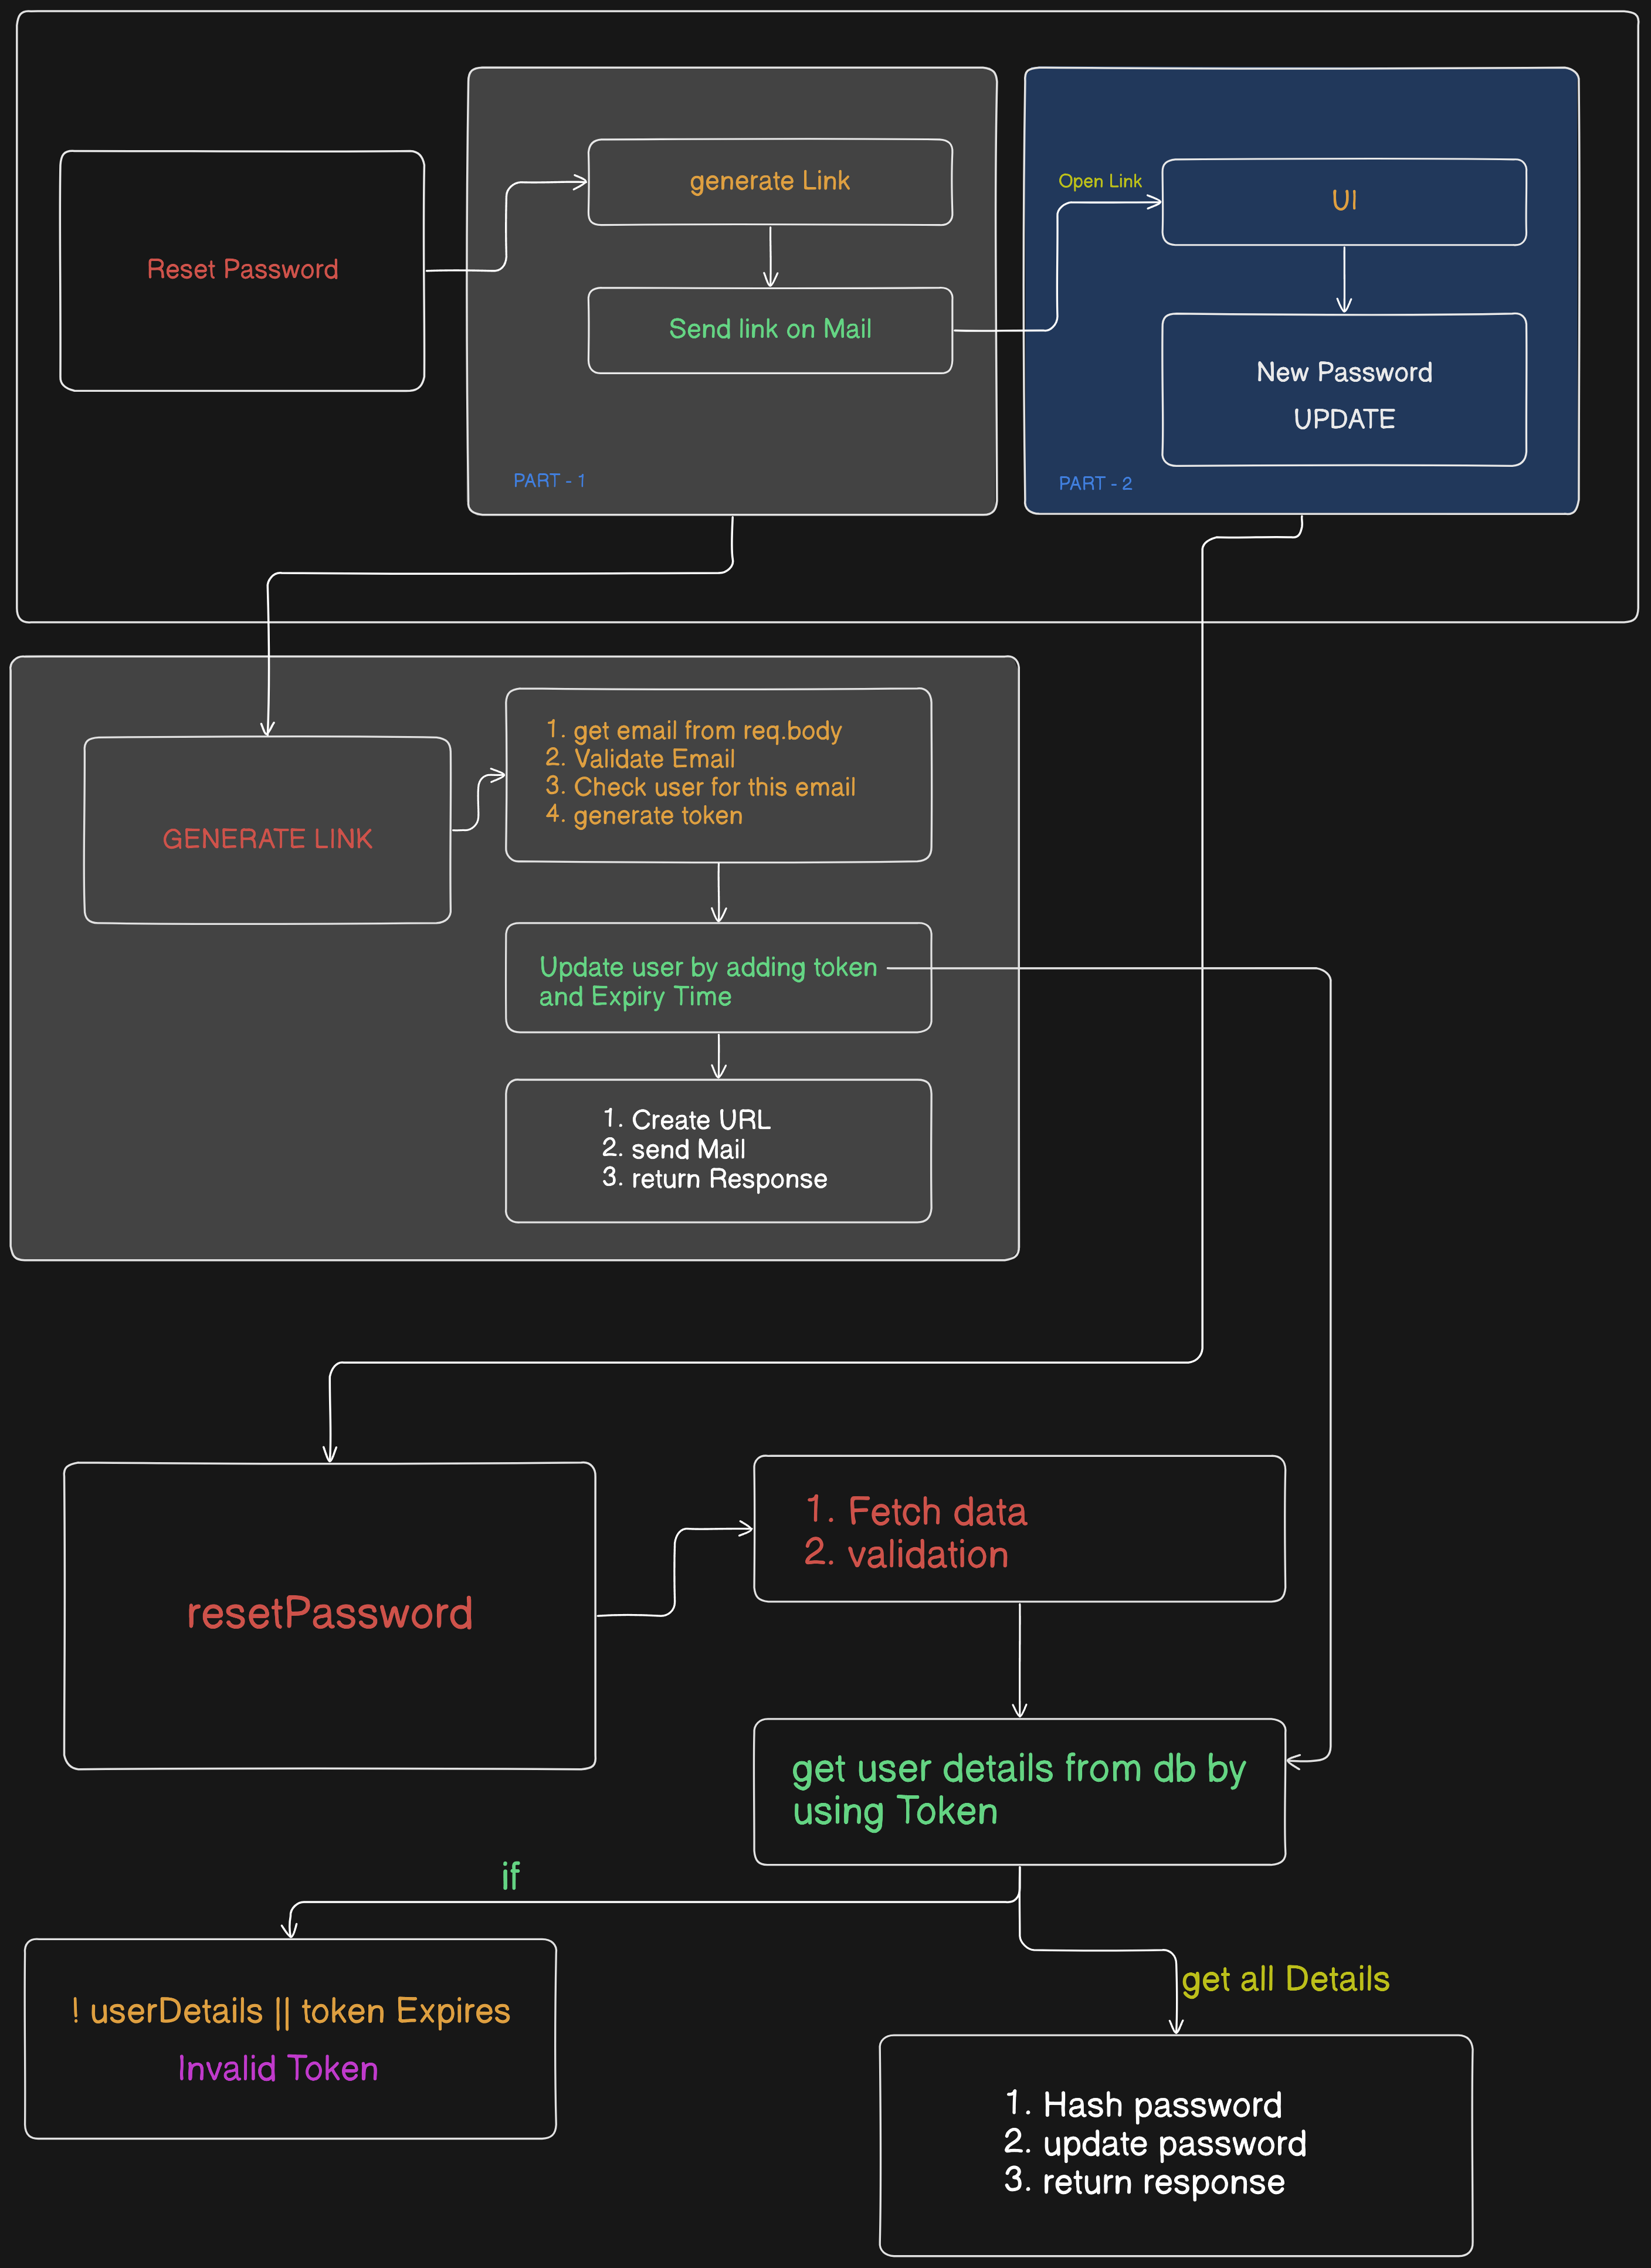 Reset Password
generate Link
Send link on Mail
PART - 1
Open Link
UI
New Password
UPDATE
PART - 2
GENERATE LINK
1. get email from req.body
2. Validate Email
3. Check user for this email
4. generate token
Update user by adding token
and Expiry Time
1. Create URL
2. send Mail
3. return Response
resetPassword
1. Fetch data
2. validation
get user details from db by
using Token
if
! userDetails || token Expires
Invalid Token
get all Details
1. Hash password
2. update password
3. return response